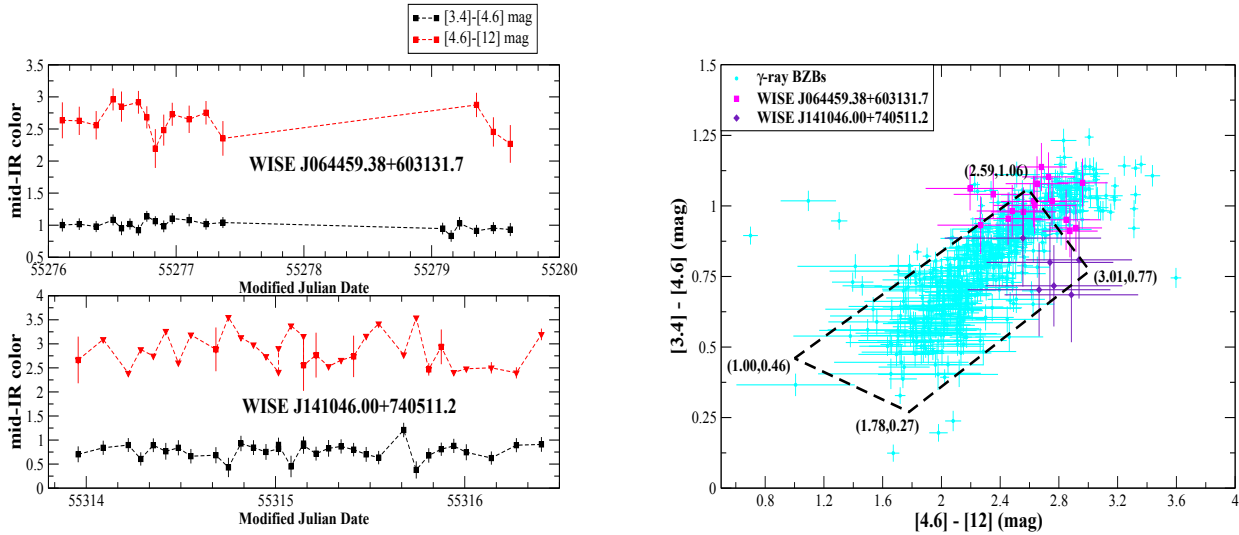 [3.4]-[4.6] mag
[4.6]-[12] mag
3.5
3
2.5
2
1.5
1
0.5
mid-IR color
WISE J064459.38+603131.7
55276 55277 55278 55279 55280
Modified Julian Date
4
3.5
3
2.5
2
1.5
1
0.5
0
mid-IR color
WISE J141046.00+740511.2
55314 55315 55316
Modified Julian Date
1.5
1.25
1
0.75
0.5
0.25
0
[3.4] - [4.6] (mag)
γ-ray BZBs
WISE J064459.38+603131.7
WISE J141046.00+740511.2
(2.59,1.06)
(3.01,0.77)
(1.00,0.46)
(1.78,0.27)
0.8 1.2 1.6 2 2.4 2.8 3.2 3.6 4
[4.6] - [12] (mag)